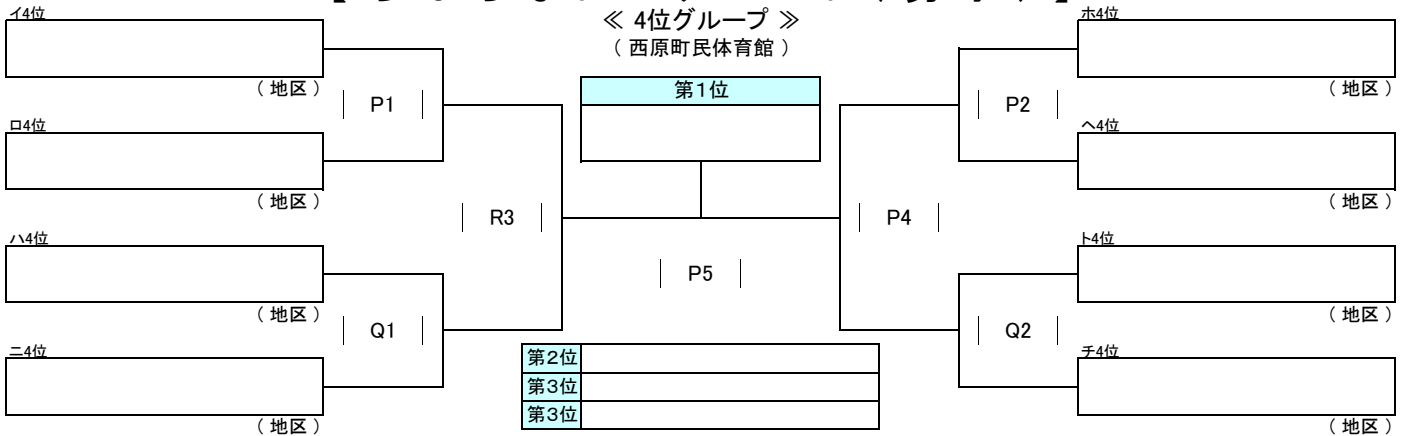 ≪ 4位グループ ≫
（ 西原町民体育館 ）
イ4位
（ 地区 ）
P1
ロ4位
（ 地区 ）
R3
ハ4位
（ 地区 ）
Q1
ニ4位
（ 地区 ）
第1位
P5
第2位
第3位
第3位
ホ4位
（ 地区 ）
P2
ヘ4位
（ 地区 ）
P4
ト4位
（ 地区 ）
Q2
チ4位
（ 地区 ）